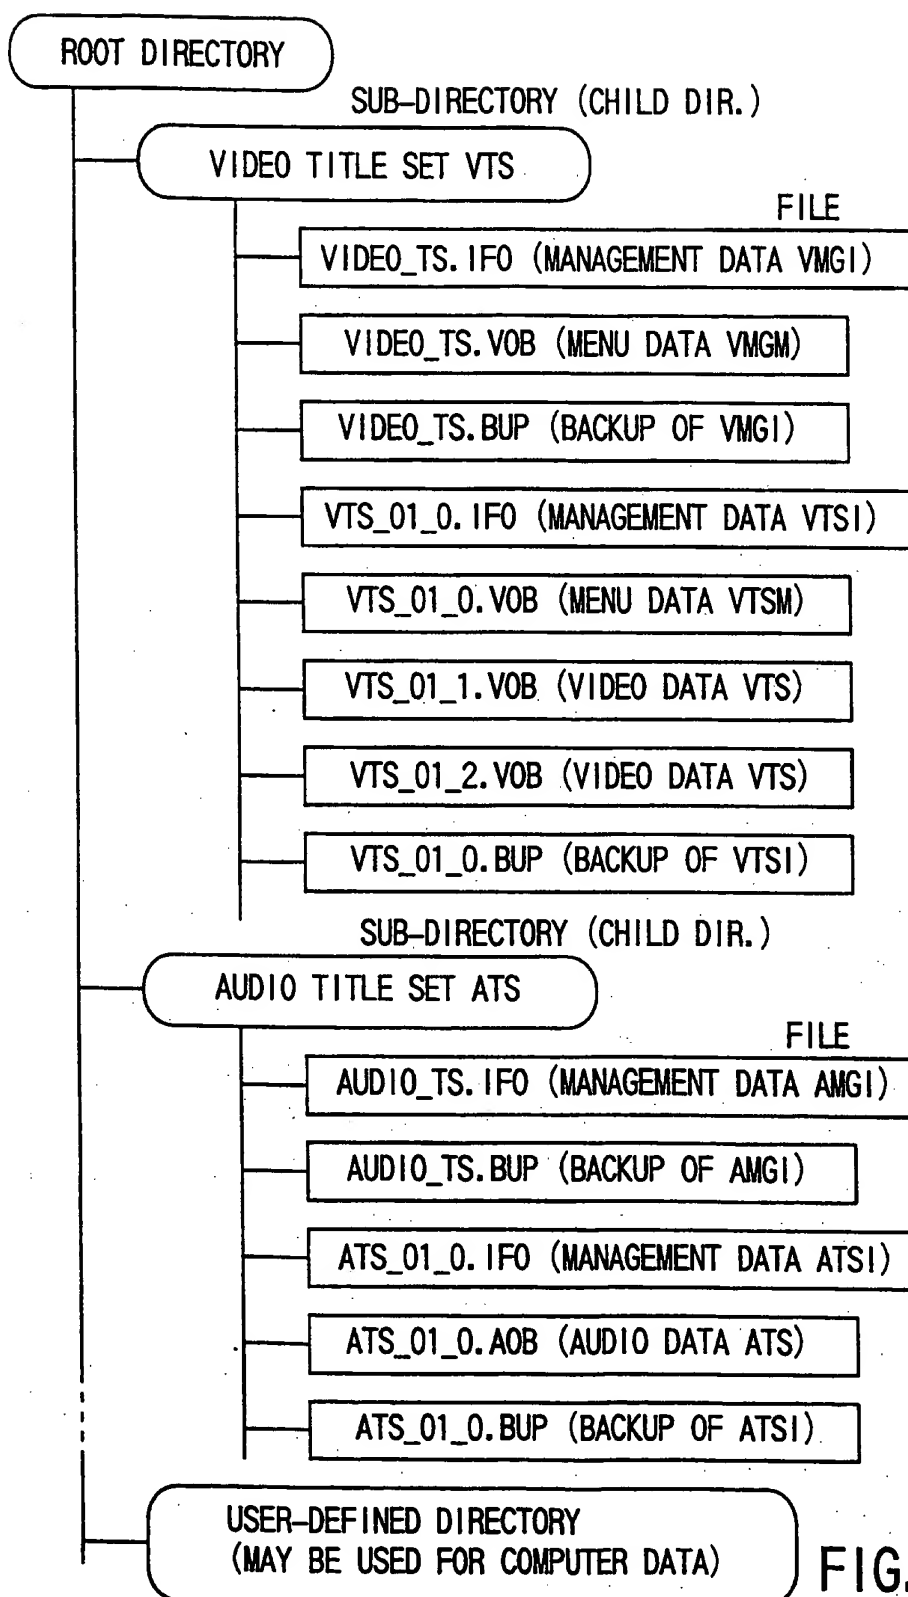 ROOT DIRECTORY
SUB-DIRECTORY (CHILD DIR.)
VIDEO TITLE SET VTS
FILE
VIDEO_TS.IFO (MANAGEMENT DATA VMGI)
VIDEO_TS.VOB (MENU DATA VMGM)
VIDEO_TS.BUP (BACKUP OF VMGI)
VTS_01_0.IFO (MANAGEMENT DATA VTSI)
VTS_01_0.VOB (MENU DATA VTSM)
VTS_01_1.VOB (VIDEO DATA VTS)
VTS_01_2.VOB (VIDEO DATA VTS)
VTS_01_0.BUP (BACKUP OF VTSI)
SUB-DIRECTORY (CHILD DIR.)
AUDIO TITLE SET ATS
FILE
AUDIO_TS.IFO (MANAGEMENT DATA AMGI)
AUDIO_TS.BUP (BACKUP OF AMGI)
ATS_01_0.IFO (MANAGEMENT DATA ATSI)
ATS_01_0.AOB (AUDIO DATA ATS)
ATS_01_0.BUP (BACKUP OF ATSI)
USER-DEFINED DIRECTORY
(MAY BE USED FOR COMPUTER DATA)
FIG.